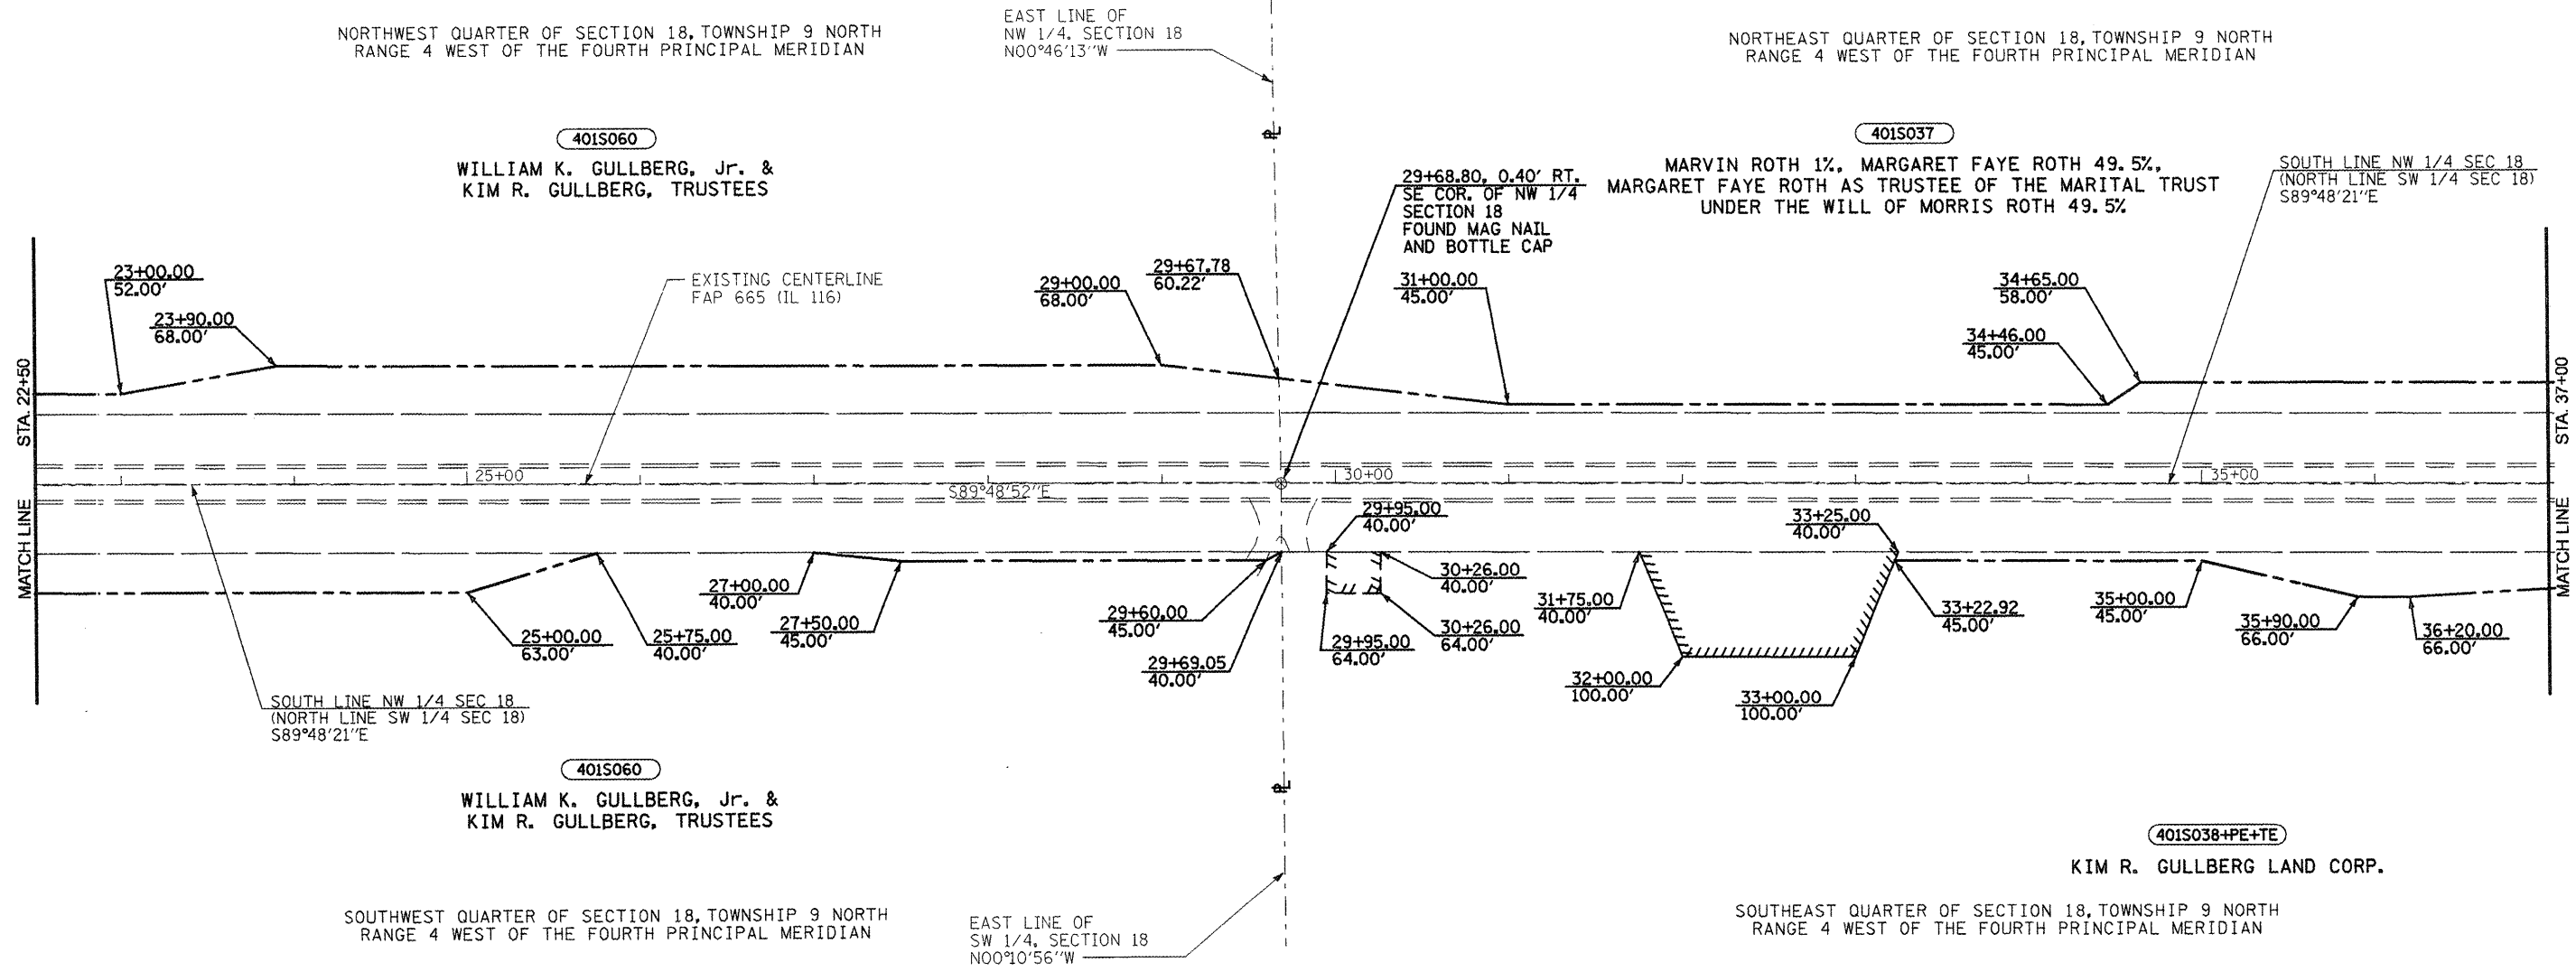 NORTHWEST QUARTER OF SECTION 18, TOWNSHIP 9 NORTH
RANGE 4 WEST OF THE FOURTH PRINCIPAL MERIDIAN
EAST LINE OF
NW 1/4, SECTION 18
N00°46'13"W
NORTHEAST QUARTER OF SECTION 18, TOWNSHIP 9 NORTH
RANGE 4 WEST OF THE FOURTH PRINCIPAL MERIDIAN
PL
401S060
WILLIAM K. GULLBERG, Jr. &
KIM R. GULLBERG, TRUSTEES
401S037
MARVIN ROTH 1%, MARGARET FAYE ROTH 49.5%,
MARGARET FAYE ROTH AS TRUSTEE OF THE MARITAL TRUST
UNDER THE WILL OF MORRIS ROTH 49.5%
29+68.80, 0.40' RT.
SE COR. OF NW 1/4
SECTION 18
FOUND MAG NAIL
AND BOTTLE CAP
SOUTH LINE NW 1/4 SEC 18
(NORTH LINE SW 1/4 SEC 18)
S89°48'21"E
23+00.00
52.00'
23+90.00
68.00'
EXISTING CENTERLINE
FAP 665 (IL 116)
29+00.00
68.00'
29+67.78
60.22'
31+00.00
45.00'
34+65.00
58.00'
34+46.00
45.00'
MATCH LINE STA. 22+50
MATCH LINE STA. 37+00
25+00
30+00
35+00
S89°48'52"E
29+95.00
40.00'
33+25.00
40.00'
25+00.00
63.00'
25+75.00
40.00'
27+00.00
40.00'
27+50.00
45.00'
29+60.00
45.00'
29+69.05
40.00'
30+26.00
40.00'
30+26.00
64.00'
29+95.00
64.00'
31+75.00
40.00'
32+00.00
100.00'
33+00.00
100.00'
33+22.92
45.00'
35+00.00
45.00'
35+90.00
66.00'
36+20.00
66.00'
SOUTH LINE NW 1/4 SEC 18
(NORTH LINE SW 1/4 SEC 18)
S89°48'21"E
401S060
WILLIAM K. GULLBERG, Jr. &
KIM R. GULLBERG, TRUSTEES
PL
401S038+PE+TE
KIM R. GULLBERG LAND CORP.
SOUTHWEST QUARTER OF SECTION 18, TOWNSHIP 9 NORTH
RANGE 4 WEST OF THE FOURTH PRINCIPAL MERIDIAN
EAST LINE OF
SW 1/4, SECTION 18
N00°10'56"W
SOUTHEAST QUARTER OF SECTION 18, TOWNSHIP 9 NORTH
RANGE 4 WEST OF THE FOURTH PRINCIPAL MERIDIAN